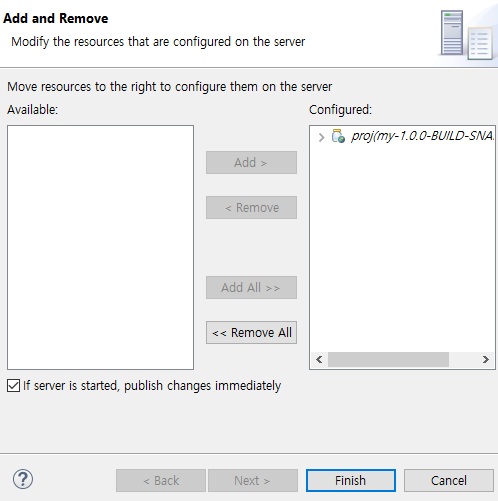 Add and Remove
Modify the resources that are configured on the server
Move resources to the right to configure them on the server
Available:
Configured:
proj(my-1.0.0-BUILD-SNA
Add >
< Remove
Add All >>
<< Remove All
If server is started, publish changes immediately
?
< Back
Next >
Finish
Cancel